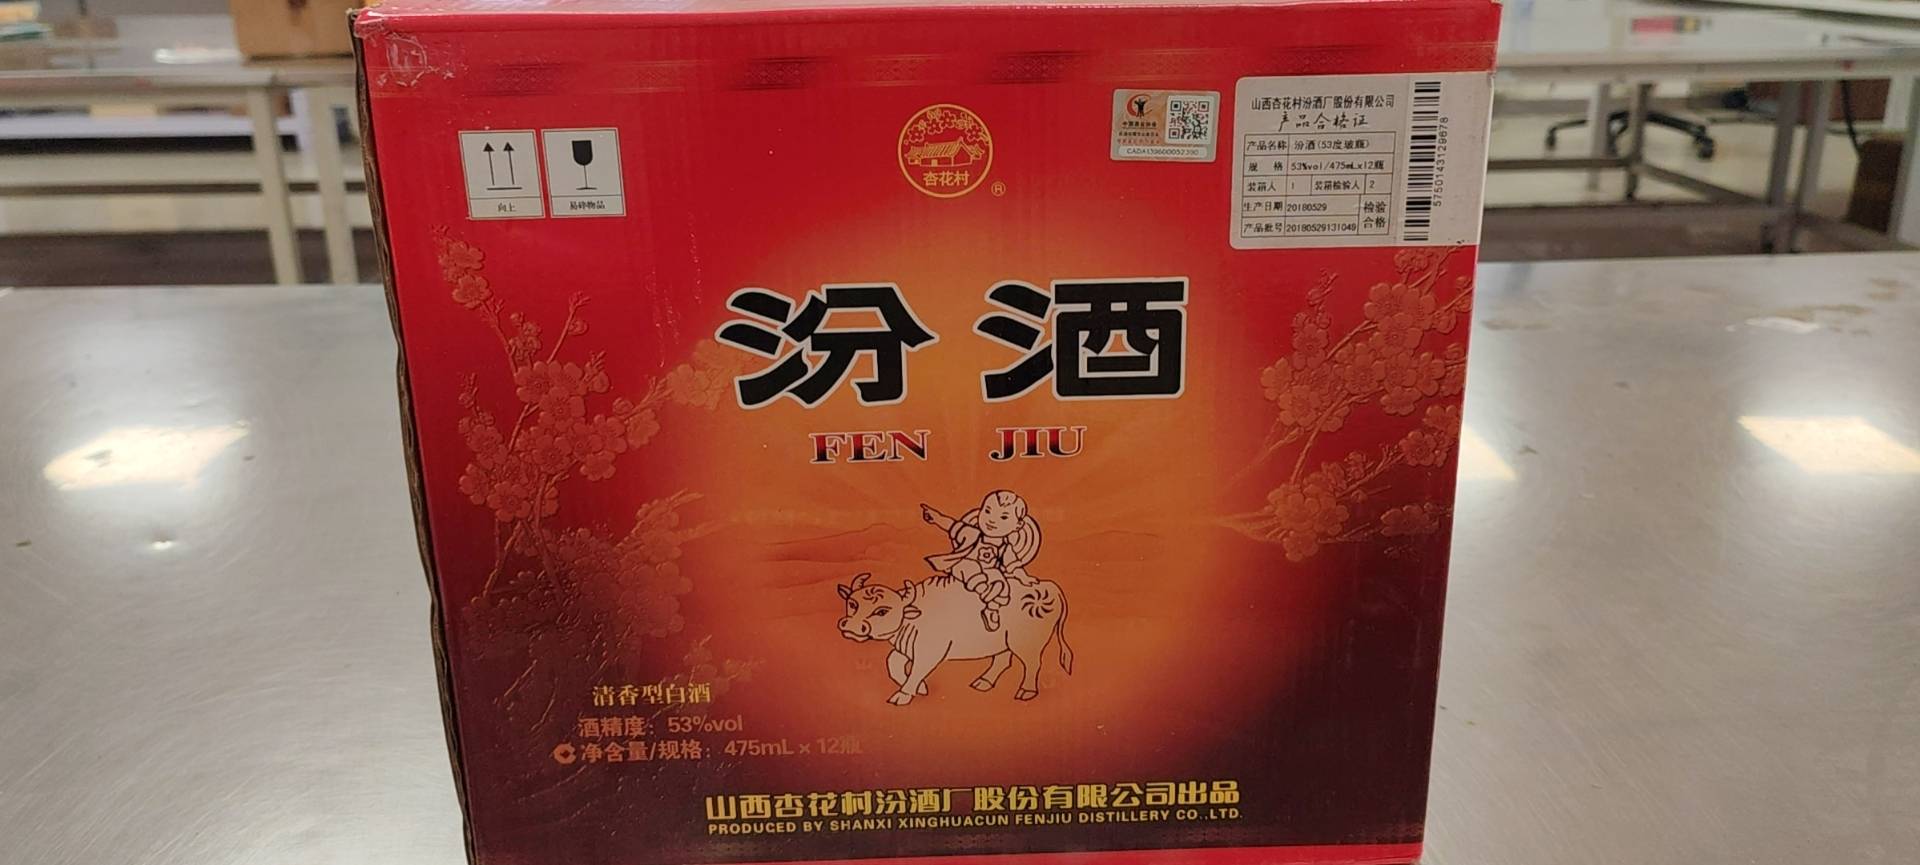 向上
易碎物品
杏花村
®
CADA139600052390
山西杏花村汾酒厂股份有限公司
产品合格证
产品名称 汾酒(53度玻瓶)
规 格 53%vol/475mL×12瓶
装箱人 1 装箱检验人 2
生产日期 20180529 检验
产品批号 20180529131049 合格
575014313129678
汾酒
FEN JIU
清香型白酒
酒精度：53%vol
净含量/规格：475mL×12瓶
山西杏花村汾酒厂股份有限公司出品
PRODUCED BY SHANXI XINGHUACUN FENJIU DISTILLERY CO.,LTD.